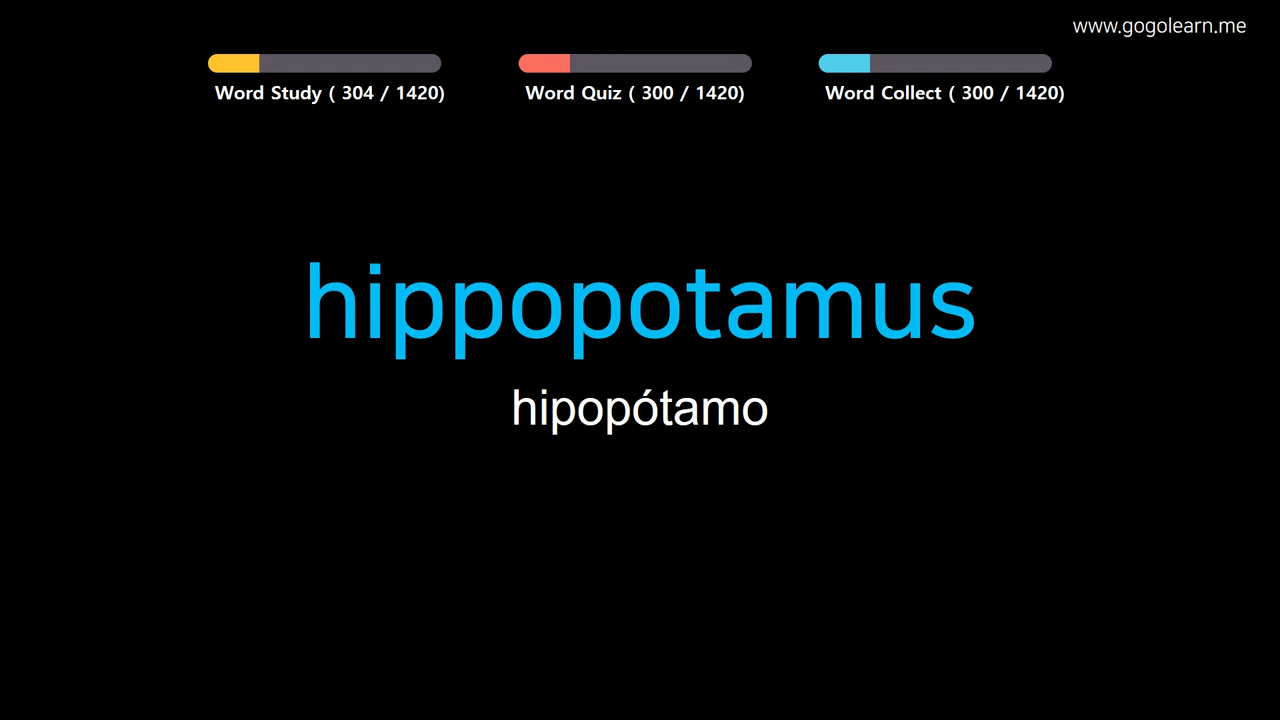 www.gogolearn.me
Word Study ( 304 / 1420)
Word Quiz ( 300 / 1420)
Word Collect ( 300 / 1420)
hippopotamus
hipopótamo